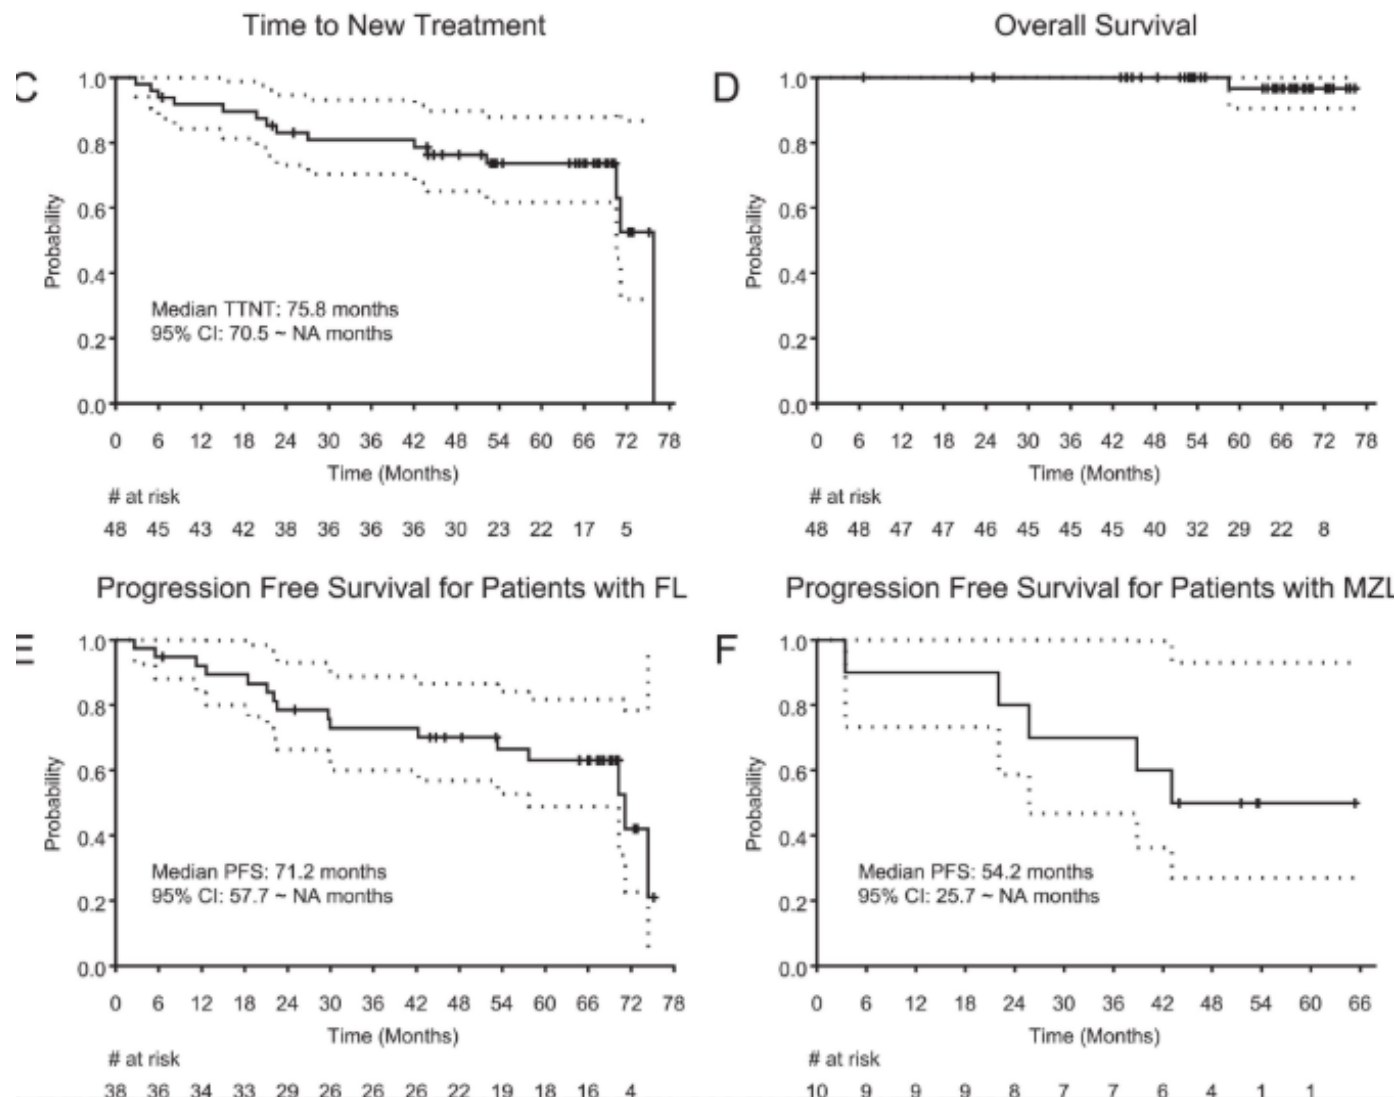 Time to New Treatment
C
1.0
0.8
0.6
0.4
0.2
0.0
Probability
Median TTNT: 75.8 months
95% CI: 70.5 ~ NA months
0 6 12 18 24 30 36 42 48 54 60 66 72 78
Time (Months)
# at risk
48 45 43 42 38 36 36 36 30 23 22 17 5
Overall Survival
D
1.0
0.8
0.6
0.4
0.2
0.0
Probability
0 6 12 18 24 30 36 42 48 54 60 66 72 78
Time (Months)
# at risk
48 48 47 47 46 45 45 45 40 32 29 22 8
Progression Free Survival for Patients with FL
E
1.0
0.8
0.6
0.4
0.2
0.0
Probability
Median PFS: 71.2 months
95% CI: 57.7 ~ NA months
0 6 12 18 24 30 36 42 48 54 60 66 72 78
Time (Months)
# at risk
38 36 34 33 29 26 26 26 22 19 18 16 4
Progression Free Survival for Patients with MZL
F
1.0
0.8
0.6
0.4
0.2
0.0
Probability
Median PFS: 54.2 months
95% CI: 25.7 ~ NA months
0 6 12 18 24 30 36 42 48 54 60 66
Time (Months)
# at risk
10 9 9 9 8 7 7 6 4 1 1